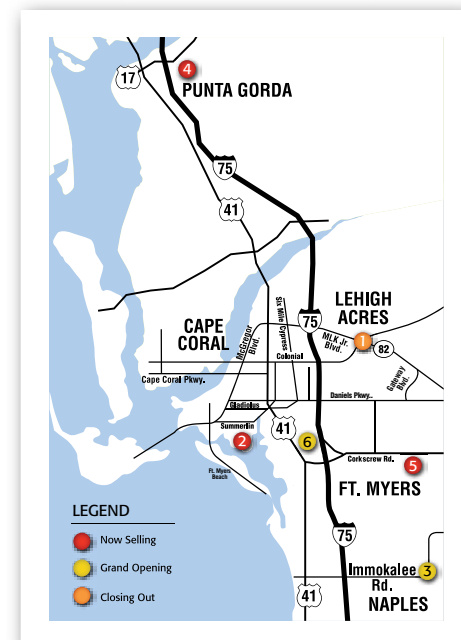 17
4
PUNTA GORDA
75
41
LEHIGH
ACRES
75
CAPE
CORAL
McGregor
Blvd.
Six Mile Cypress
MLK Jr.
Blvd.
1
82
Colonial
Cape Coral Pkwy.
Gateway
Blvd.
Daniels Pkwy..
Gladiolus
Summerlin
41
2
6
Corkscrew Rd.
5
Ft. Myers
Beach
FT. MYERS
LEGEND
Now Selling
Grand Opening
Closing Out
75
Immokalee
Rd.
3
41
NAPLES